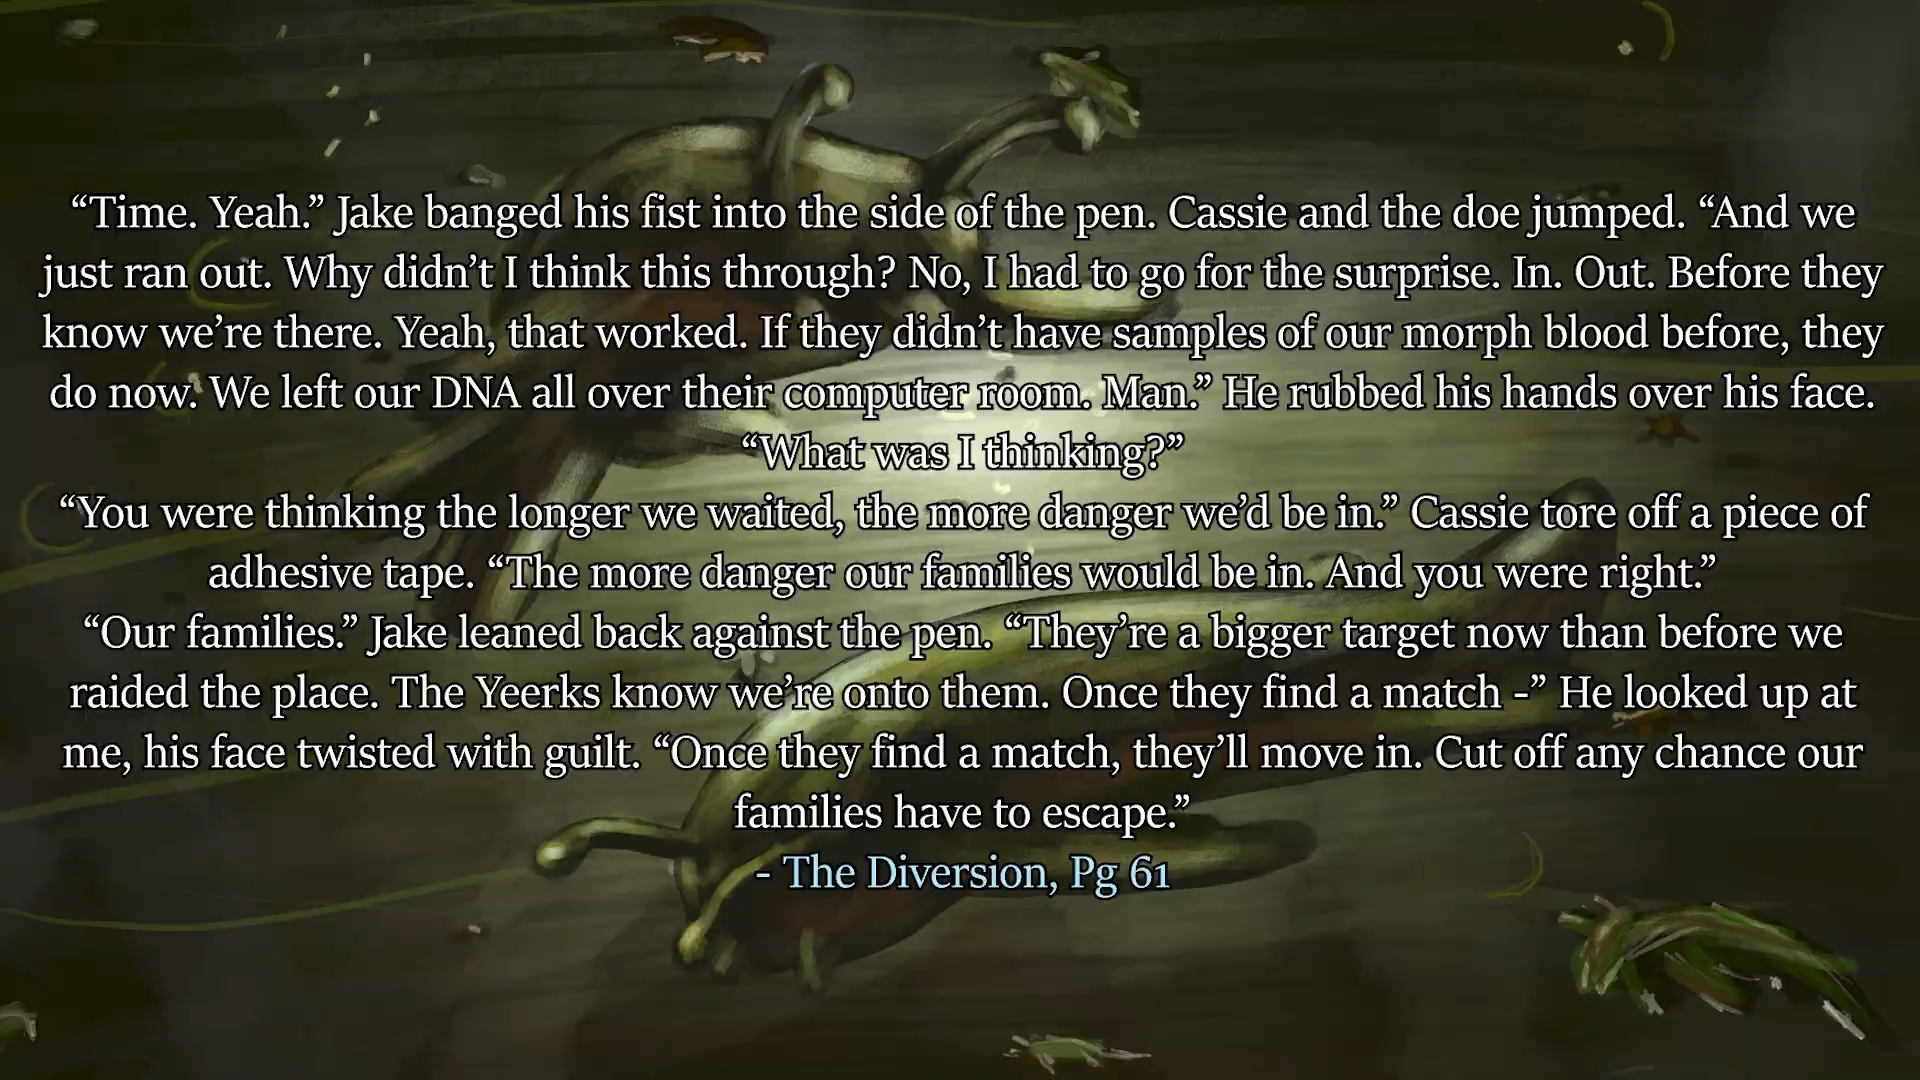 “Time. Yeah.” Jake banged his fist into the side of the pen. Cassie and the doe jumped. “And we
just ran out. Why didn’t I think this through? No, I had to go for the surprise. In. Out. Before they
know we’re there. Yeah, that worked. If they didn’t have samples of our morph blood before, they
do now. We left our DNA all over their computer room. Man.” He rubbed his hands over his face.
“What was I thinking?”
“You were thinking the longer we waited, the more danger we’d be in.” Cassie tore off a piece of
adhesive tape. “The more danger our families would be in. And you were right.”
“Our families.” Jake leaned back against the pen. “They’re a bigger target now than before we
raided the place. The Yeerks know we’re onto them. Once they find a match -” He looked up at
me, his face twisted with guilt. “Once they find a match, they’ll move in. Cut off any chance our
families have to escape.”
- The Diversion, Pg 61